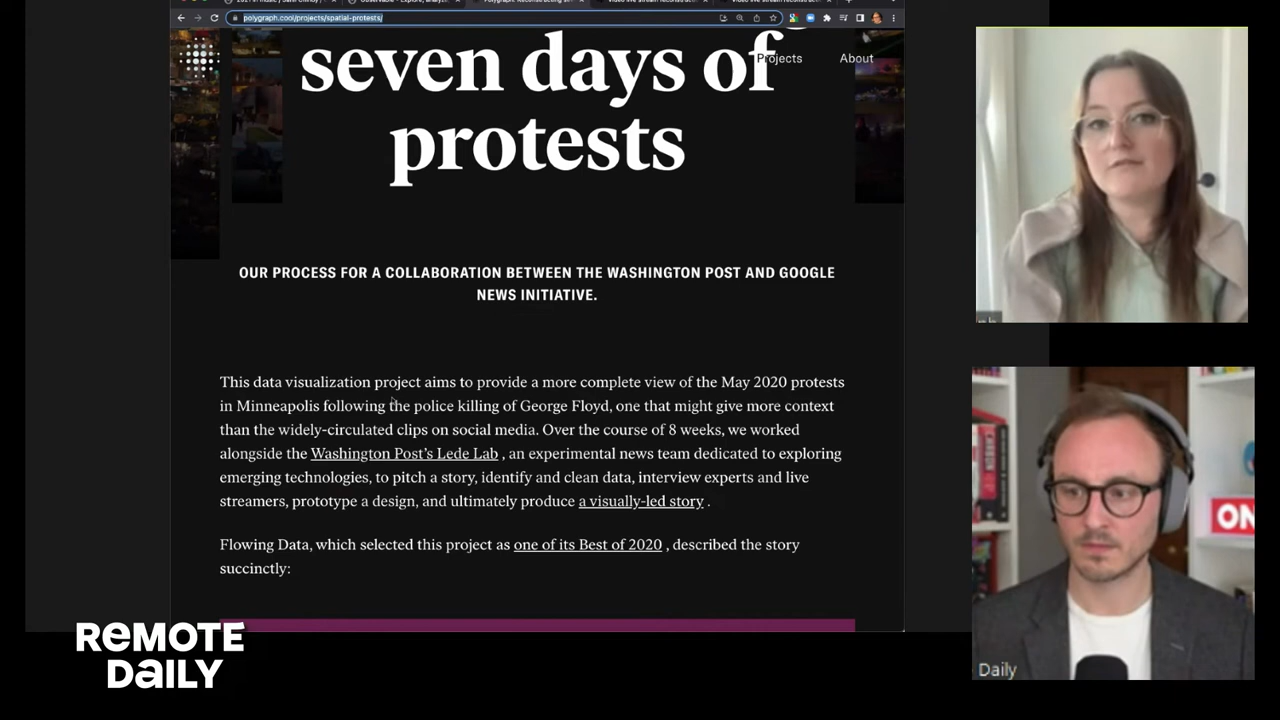 polygraph.cool/projects/spatial-protests/
seven days of
Projects
About
protests
OUR PROCESS FOR A COLLABORATION BETWEEN THE WASHINGTON POST AND GOOGLE
NEWS INITIATIVE.
This data visualization project aims to provide a more complete view of the May 2020 protests
in Minneapolis following the police killing of George Floyd, one that might give more context
than the widely-circulated clips on social media. Over the course of 8 weeks, we worked
alongside the Washington Post's Lede Lab , an experimental news team dedicated to exploring
emerging technologies, to pitch a story, identify and clean data, interview experts and live
streamers, prototype a design, and ultimately produce a visually-led story .
Flowing Data, which selected this project as one of its Best of 2020 , described the story
succinctly:
ON
Daily
REMOTE
DAILY